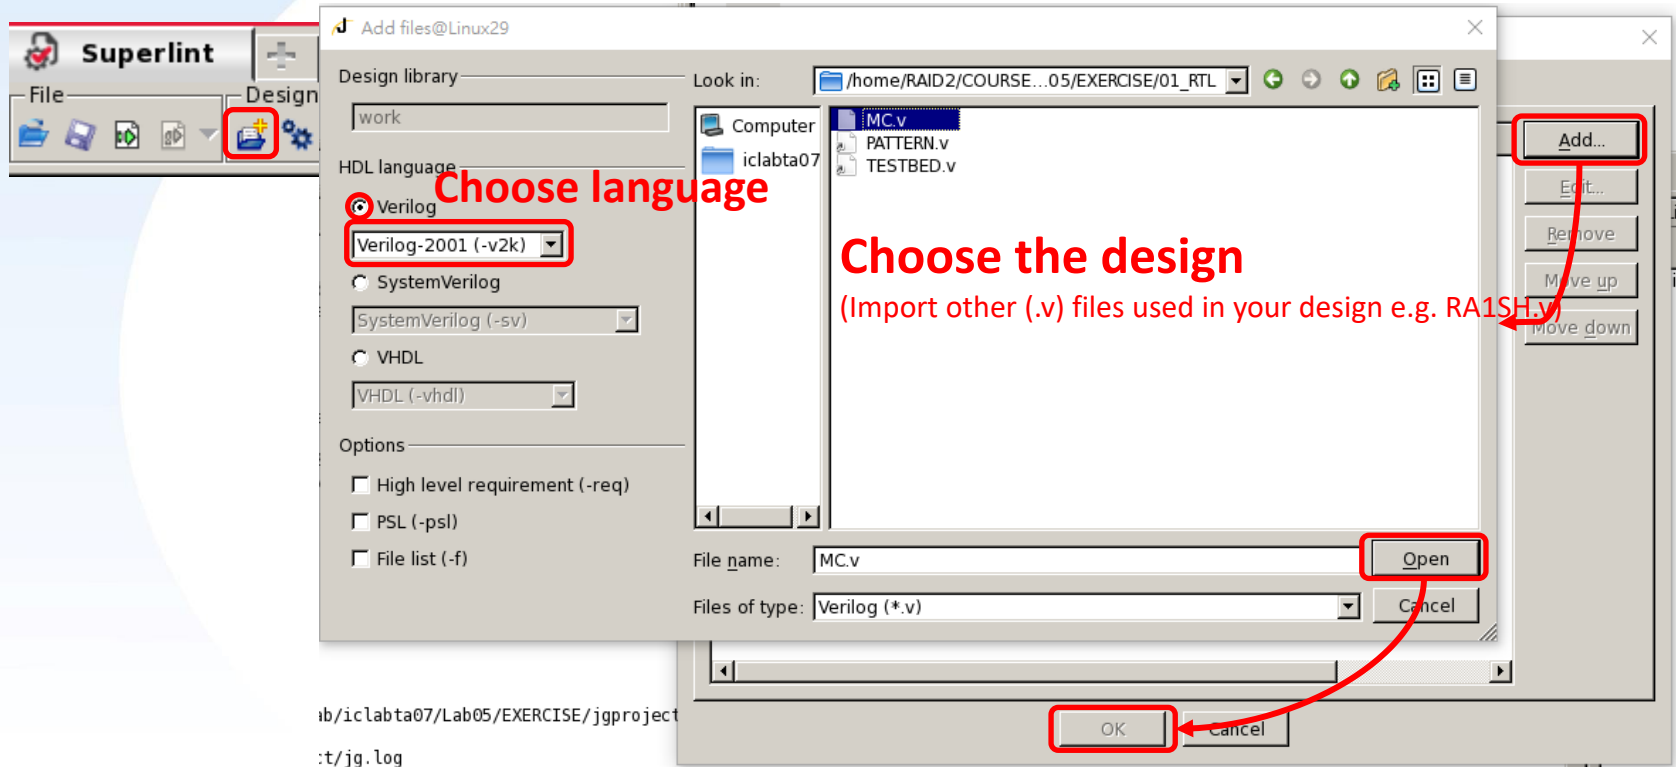 Superlint
File
Design
Add files@Linux29
Design library
work
HDL language
Choose language
Verilog
Verilog-2001 (-v2k)
SystemVerilog
SystemVerilog (-sv)
VHDL
VHDL (-vhdl)
Options
High level requirement (-req)
PSL (-psl)
File list (-f)
Look in:
/home/RAID2/COURSE...05/EXERCISE/01_RTL
Computer
iclabta07
MC.v
PATTERN.v
TESTBED.v
Choose the design
(Import other (.v) files used in your design e.g. RA1SH.v)
File name:
MC.v
Open
Files of type:
Verilog (*.v)
Cancel
Add...
Edit...
Remove
Move up
Move down
OK
Cancel
ab/iclabta07/Lab05/EXERCISE/jgproject
:t/jg.log